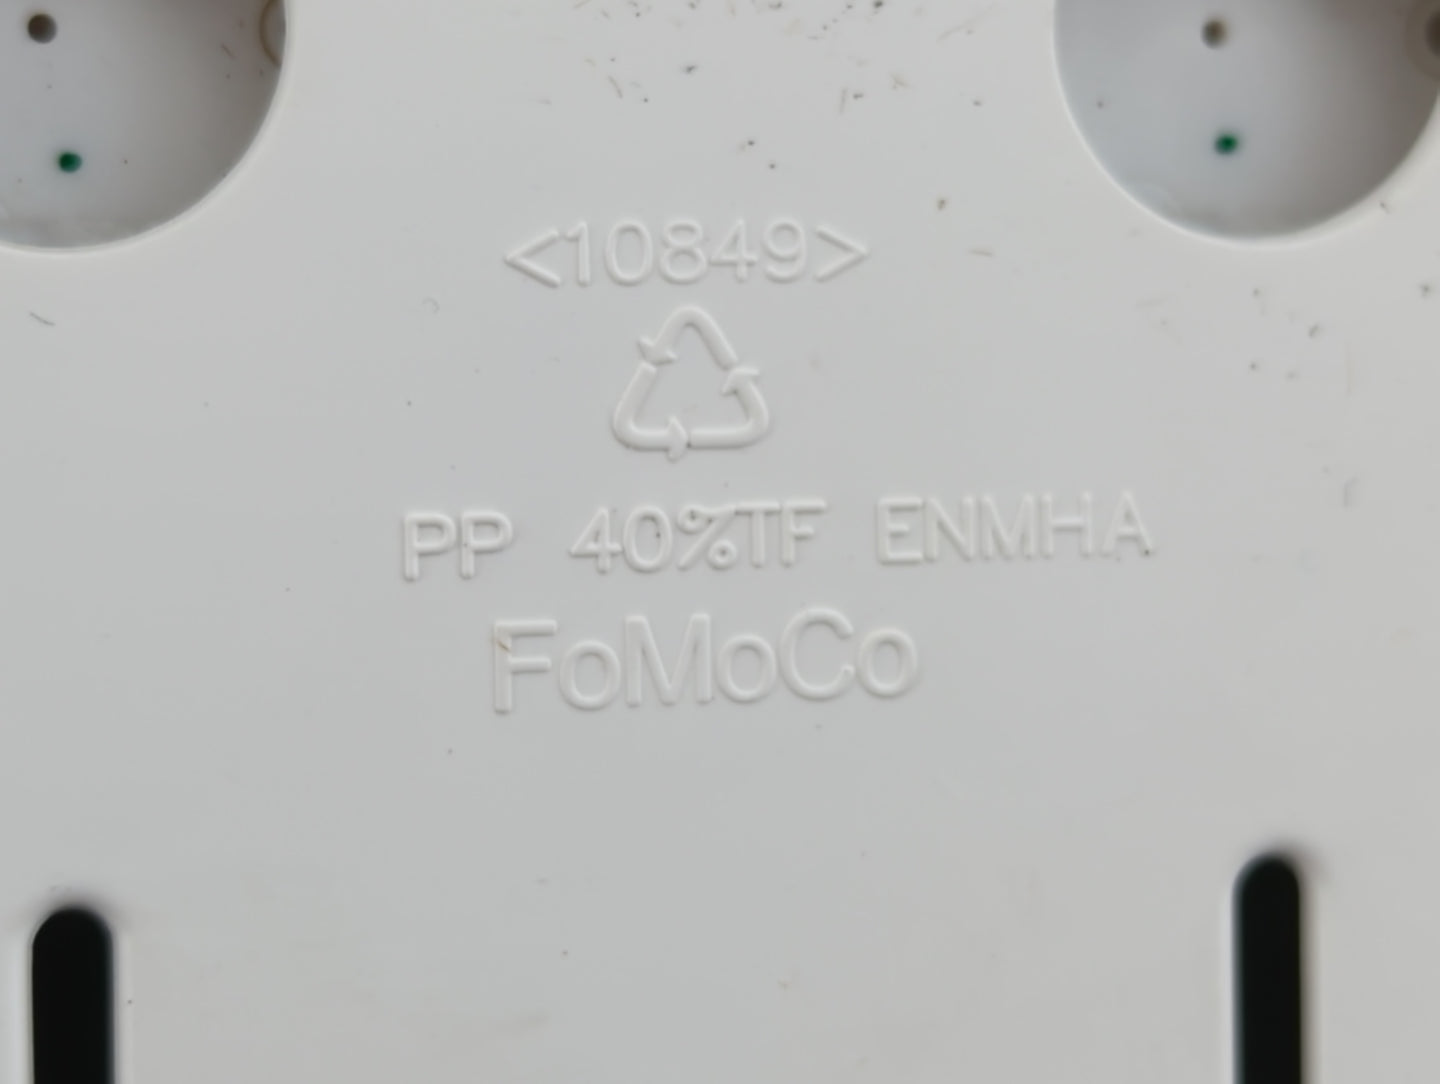 <10849>
PP 40%TF ENMHA
FoMoCo